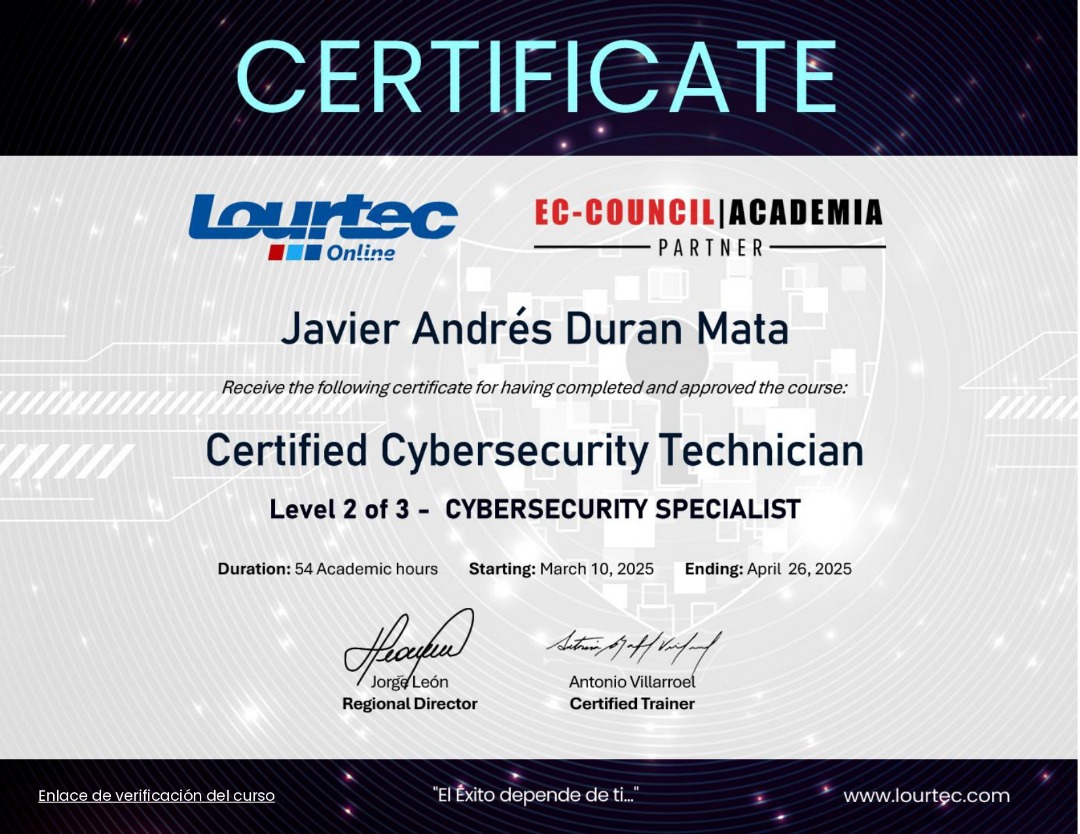 CERTIFICATE
Lourtec
Online
EC-COUNCIL|ACADEMIA
PARTNER
Javier Andrés Duran Mata
Receive the following certificate for having completed and approved the course:
Certified Cybersecurity Technician
Level 2 of 3 - CYBERSECURITY SPECIALIST
Duration: 54 Academic hours Starting: March 10, 2025 Ending: April 26, 2025
Jorge León
Regional Director
Antonio Villarroel
Certified Trainer
Enlace de verificación del curso
"El Éxito depende de ti..."
www.lourtec.com